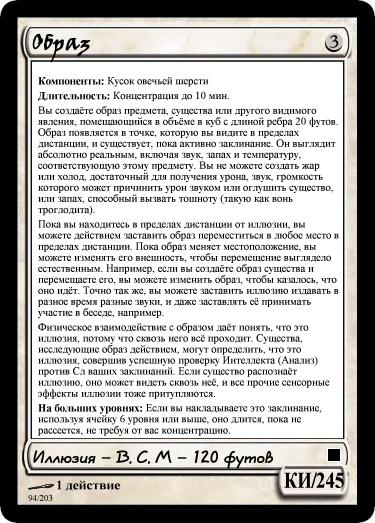 Образ 3
Компоненты: Кусок овечьей шерсти
Длительность: Концентрация до 10 мин.
Вы создаёте образ предмета, существа или другого видимого
явления, помещающийся в объёме в куб с длиной ребра 20 футов.
Образ появляется в точке, которую вы видите в пределах
дистанции, и существует, пока активно заклинание. Он выглядит
абсолютно реальным, включая звук, запах и температуру,
соответствующую этому предмету. Вы не можете создать жар
или холод, достаточный для получения урона, звук, громкость
которого может причинить урон звуком или оглушить существо,
или запах, способный вызвать тошноту (такую как вонь
троглодита).
Пока вы находитесь в пределах дистанции от иллюзии, вы
можете действием заставить образ переместиться в любое место в
пределах дистанции. Пока образ меняет местоположение, вы
можете изменять его внешность, чтобы перемещение выглядело
естественным. Например, если вы создаёте образ существа и
перемещаете его, вы можете изменить образ, чтобы казалось, что
оно идёт. Точно так же, вы можете заставить иллюзию издавать в
разное время разные звуки, и даже заставлять её принимать
участие в беседе, например.
Физическое взаимодействие с образом даёт понять, что это
иллюзия, потому что сквозь него всё проходит. Существа,
исследующие образ действием, могут определить, что это
иллюзия, совершив успешную проверку Интеллекта (Анализ)
против Сл ваших заклинаний. Если существо распознаёт
иллюзию, оно может видеть сквозь неё, и все прочие сенсорные
эффекты иллюзии тоже притупляются.
На больших уровнях: Если вы накладываете это заклинание,
используя ячейку 6 уровня или выше, оно длится, пока не
рассеется, не требуя от вас концентрацию.
Иллюзия – В, С, М – 120 футов
КИ/245
1 действие
94/203